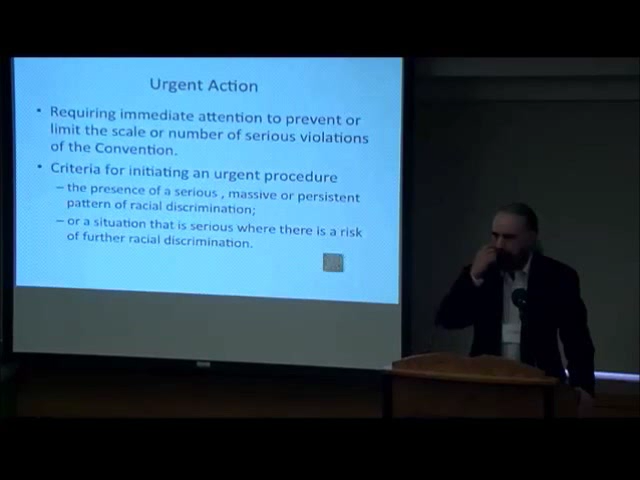 Urgent Action
• Requiring immediate attention to prevent or
limit the scale or number of serious violations
of the Convention.
• Criteria for initiating an urgent procedure
– the presence of a serious , massive or persistent
pattern of racial discrimination;
– or a situation that is serious where there is a risk
of further racial discrimination.